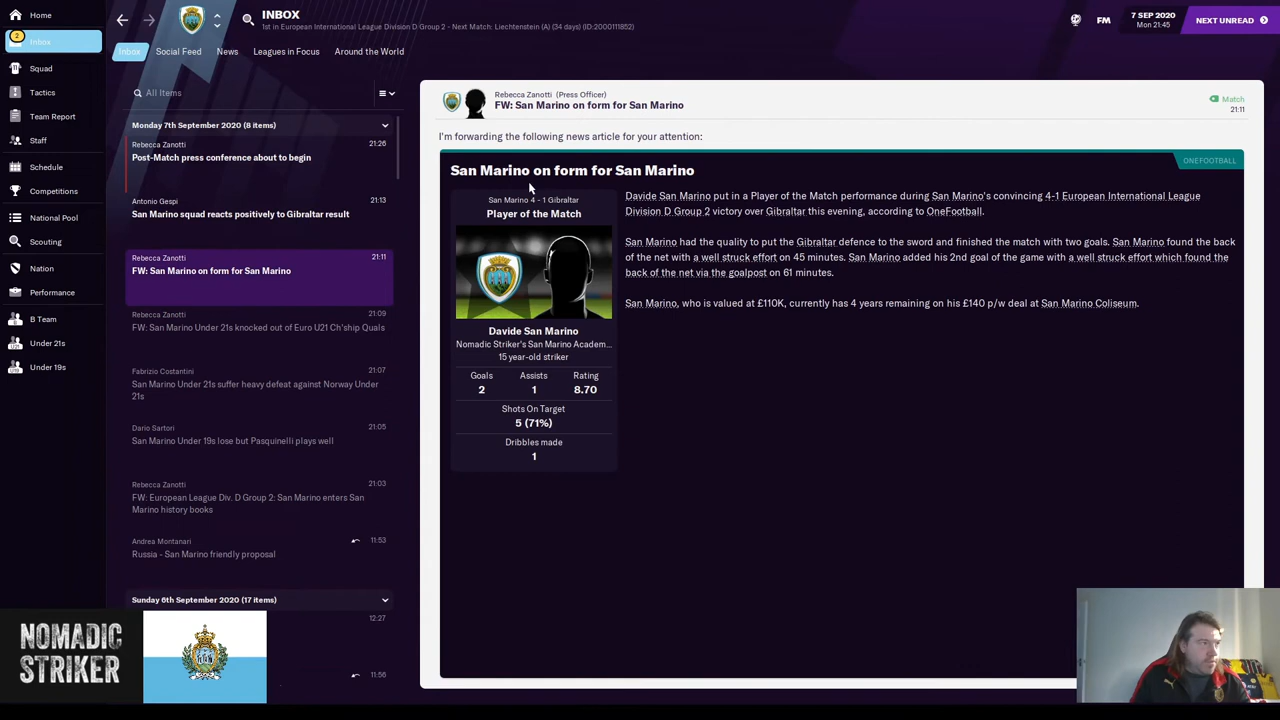 Home
INBOX
1st in European International League Division D Group 2 - Next Match: Liechtenstein (A) (34 days) (ID:2000111852)
FM
7 SEP 2020
Mon 21:45
NEXT UNREAD
2
Inbox
Squad
Tactics
Team Report
Staff
Schedule
Competitions
National Pool
Scouting
Nation
Performance
B Team
Under 21s
Under 19s
Inbox
Social Feed
News
Leagues in Focus
Around the World
All Items
Monday 7th September 2020 (8 items)
Rebecca Zanotti 21:26
Post-Match press conference about to begin
Antonio Gespi 21:13
San Marino squad reacts positively to Gibraltar result
Rebecca Zanotti 21:11
FW: San Marino on form for San Marino
Rebecca Zanotti 21:09
FW: San Marino Under 21s knocked out of Euro U21 Ch'ship Quals
Fabrizio Costantini 21:07
San Marino Under 21s suffer heavy defeat against Norway Under
21s
Dario Sartori 21:05
San Marino Under 19s lose but Pasquinelli plays well
Rebecca Zanotti 21:03
FW: European League Div. D Group 2: San Marino enters San
Marino history books
Andrea Montanari 11:53
Russia - San Marino friendly proposal
Sunday 6th September 2020 (17 items)
12:27
11:56
Rebecca Zanotti (Press Officer)
FW: San Marino on form for San Marino
Match
21:11
I'm forwarding the following news article for your attention:
ONEFOOTBALL
San Marino on form for San Marino
San Marino 4 - 1 Gibraltar
Player of the Match
Davide San Marino
Nomadic Striker's San Marino Academ...
15 year-old striker
Goals Assists Rating
2 1 8.70
Shots On Target
5 (71%)
Dribbles made
1
Davide San Marino put in a Player of the Match performance during San Marino's convincing 4-1 European International League
Division D Group 2 victory over Gibraltar this evening, according to OneFootball.
San Marino had the quality to put the Gibraltar defence to the sword and finished the match with two goals. San Marino found the back
of the net with a well struck effort on 45 minutes. San Marino added his 2nd goal of the game with a well struck effort which found the
back of the net via the goalpost on 61 minutes.
San Marino, who is valued at £110K, currently has 4 years remaining on his £140 p/w deal at San Marino Coliseum.
NOMADIC
STRIKER